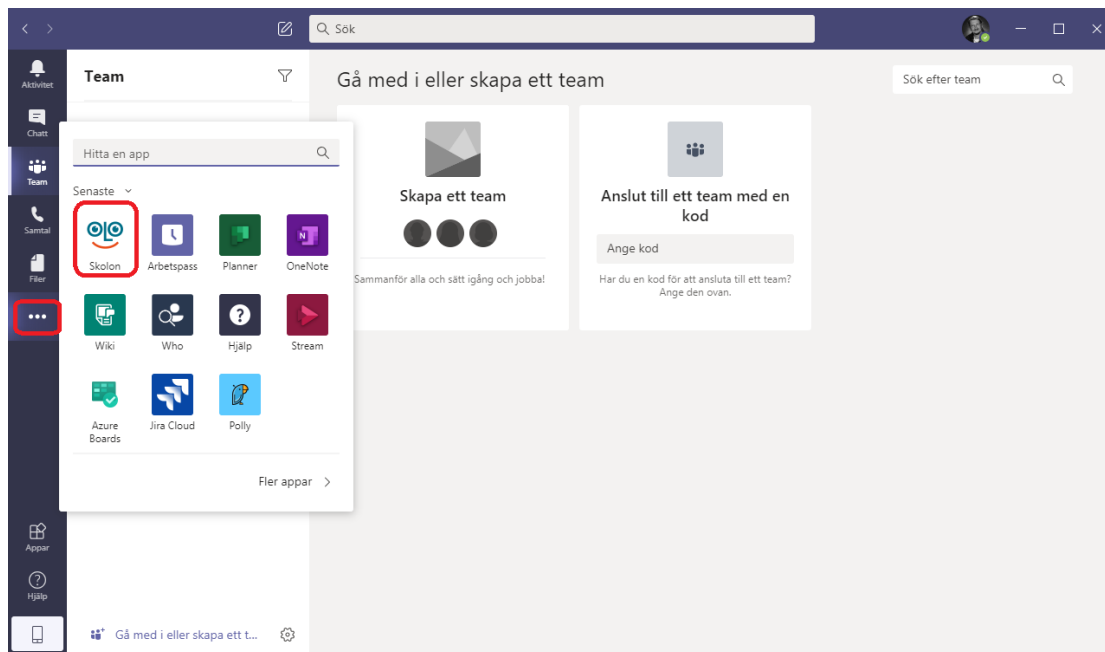 Sök
Aktivitet
Chatt
Team
Samtal
Filer
Appar
Hjälp
Team
Hitta en app
Senaste
Skolon
Arbetspass
Planner
OneNote
Wiki
Who
Hjälp
Stream
Azure
Boards
Jira Cloud
Polly
Fler appar
Gå med i eller skapa ett t...
Gå med i eller skapa ett team
Sök efter team
Skapa ett team
Sammanför alla och sätt igång och jobba!
Anslut till ett team med en
kod
Ange kod
Har du en kod för att ansluta till ett team?
Ange den ovan.